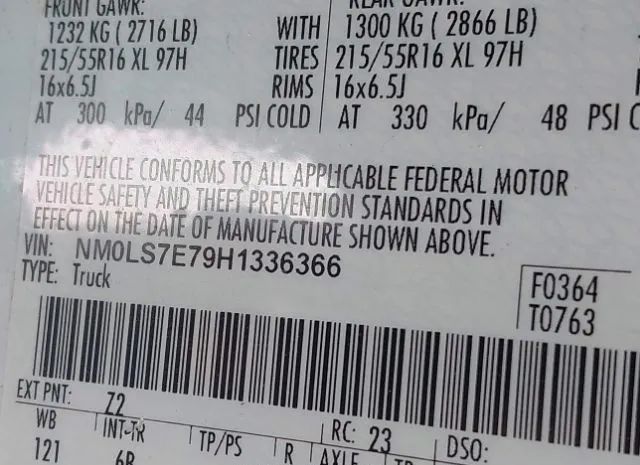 FRONT GAWR: REAR GAWR:
1232 KG ( 2716 LB) WITH 1300 KG ( 2866 LB)
215/55R16 XL 97H TIRES 215/55R16 XL 97H
16x6.5J RIMS 16x6.5J
AT 300 kPa/ 44 PSI COLD AT 330 kPa/ 48 PSI C
THIS VEHICLE CONFORMS TO ALL APPLICABLE FEDERAL MOTOR
VEHICLE SAFETY AND THEFT PREVENTION STANDARDS IN
EFFECT ON THE DATE OF MANUFACTURE SHOWN ABOVE.
VIN: NM0LS7E79H1336366
TYPE: Truck
F0364
T0763
EXT PNT: Z2 RC: 23 DSO:
WB INT-TR TP/PS R AXLE TR
121 6R